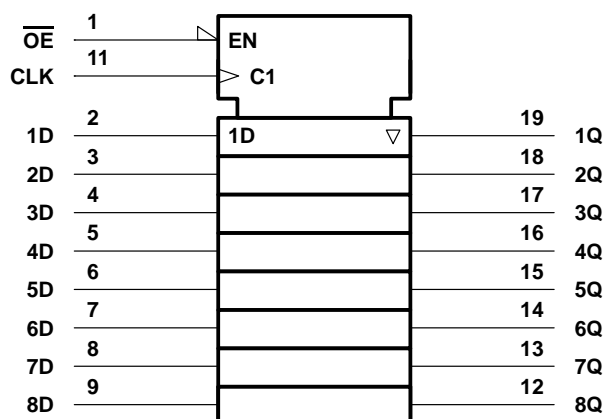 1
O̅E̅ EN
11
CLK C1
2 19
1D 1D 1Q
3 18
2D 2Q
4 17
3D 3Q
5 16
4D 4Q
6 15
5D 5Q
7 14
6D 6Q
8 13
7D 7Q
9 12
8D 8Q